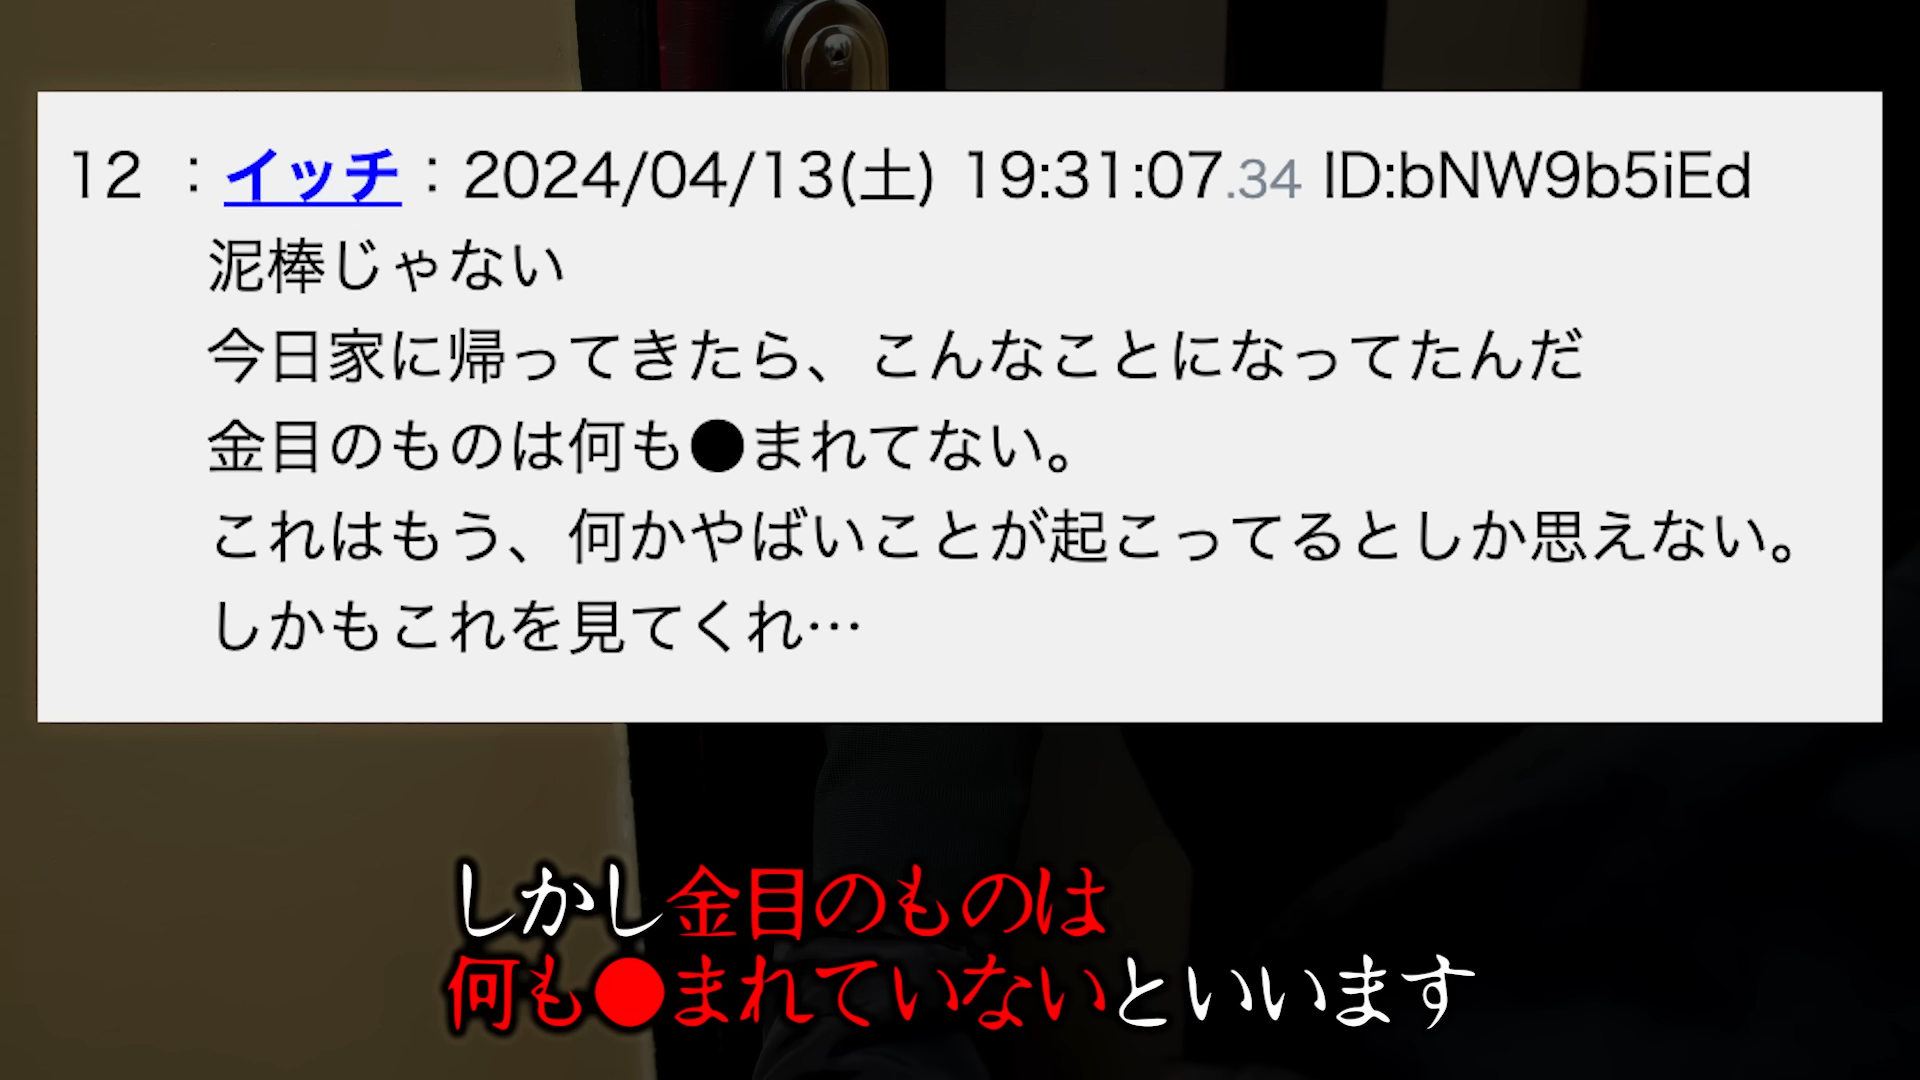 12 ：イッチ：2024/04/13(土) 19:31:07.34 ID:bNW9b5iEd
泥棒じゃない
今日家に帰ってきたら、こんなことになってたんだ
金目のものは何も●まれてない。
これはもう、何かやばいことが起こってるとしか思えない。
しかもこれを見てくれ…
しかし金目のものは
何も●まれていないといいます